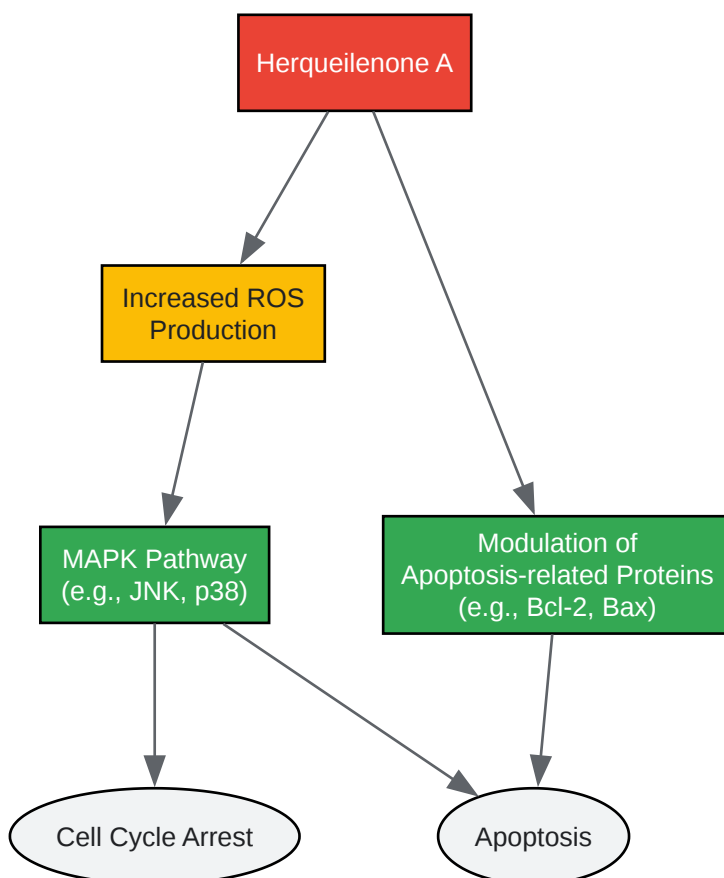 Herqueilenone A
Increased ROS
Production
MAPK Pathway
(e.g., JNK, p38)
Modulation of
Apoptosis-related Proteins
(e.g., Bcl-2, Bax)
Cell Cycle Arrest
Apoptosis